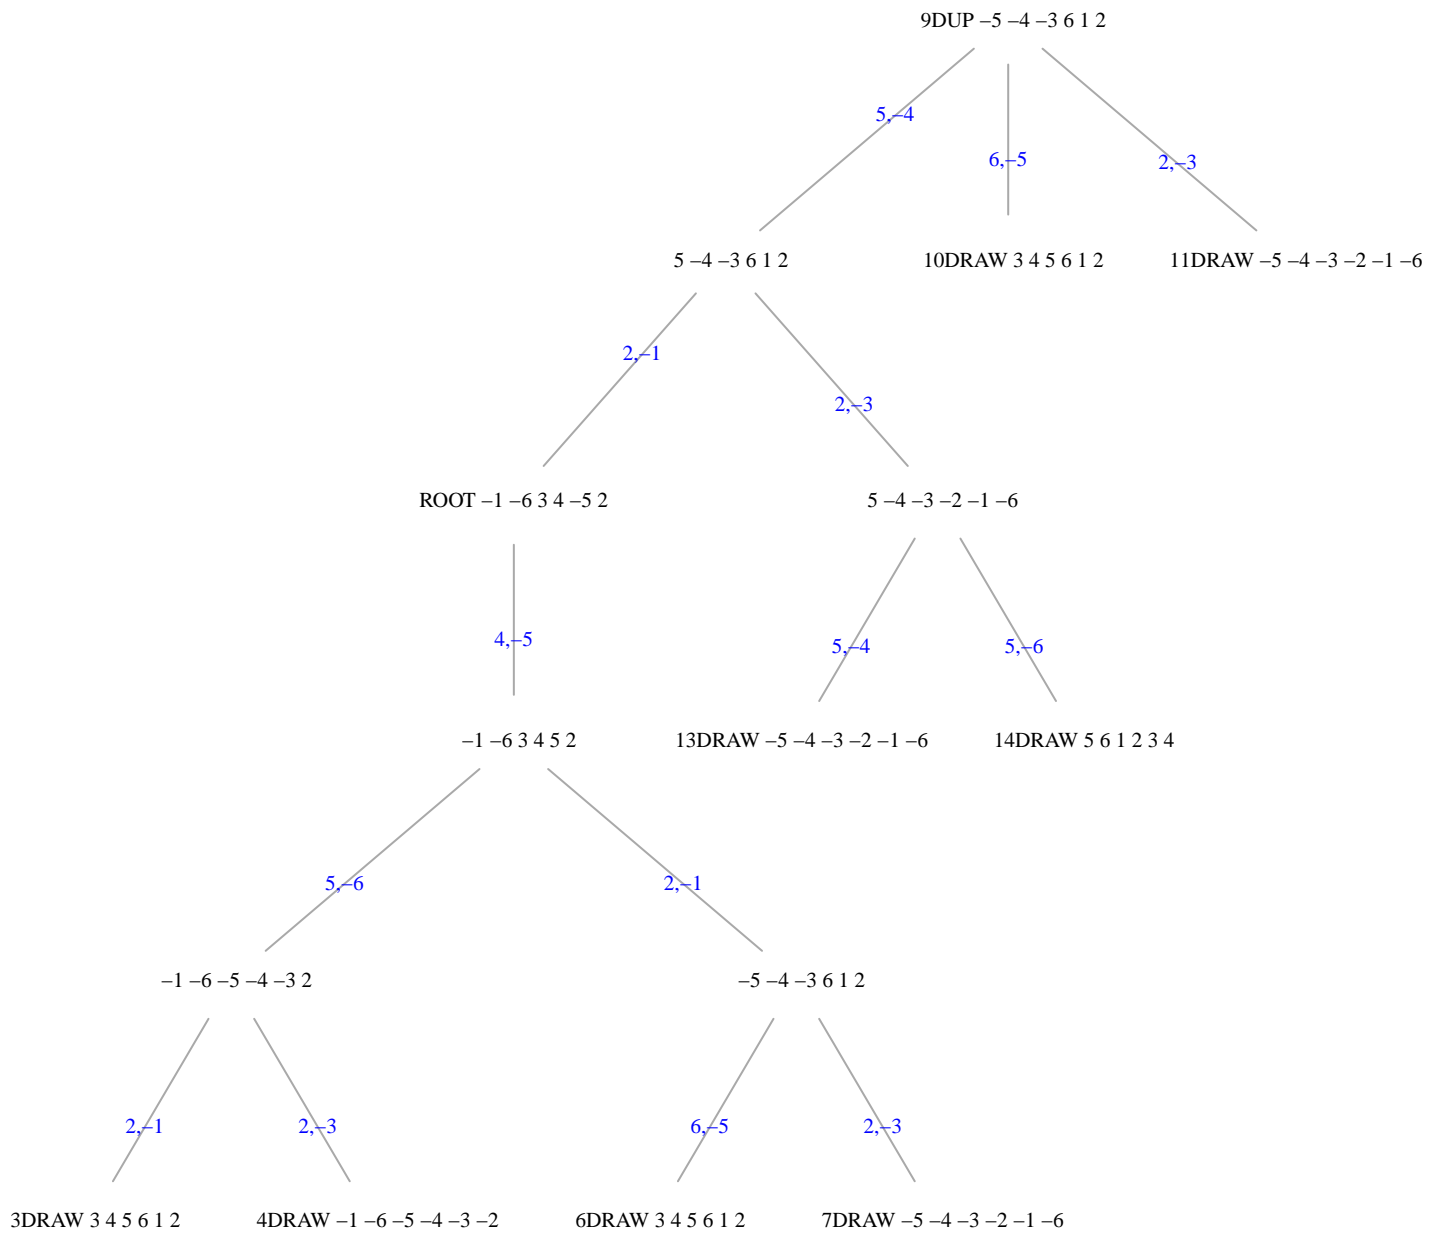 9DUP –5 –4 –3 6 1 2
5,–4
6,–5
2,–3
5 –4 –3 6 1 2
10DRAW 3 4 5 6 1 2
11DRAW –5 –4 –3 –2 –1 –6
2,–1
2,–3
ROOT –1 –6 3 4 –5 2
5 –4 –3 –2 –1 –6
4,–5
5,–4
5,–6
–1 –6 3 4 5 2
13DRAW –5 –4 –3 –2 –1 –6
14DRAW 5 6 1 2 3 4
5,–6
2,–1
–1 –6 –5 –4 –3 2
–5 –4 –3 6 1 2
2,–1
2,–3
6,–5
2,–3
3DRAW 3 4 5 6 1 2
4DRAW –1 –6 –5 –4 –3 –2
6DRAW 3 4 5 6 1 2
7DRAW –5 –4 –3 –2 –1 –6